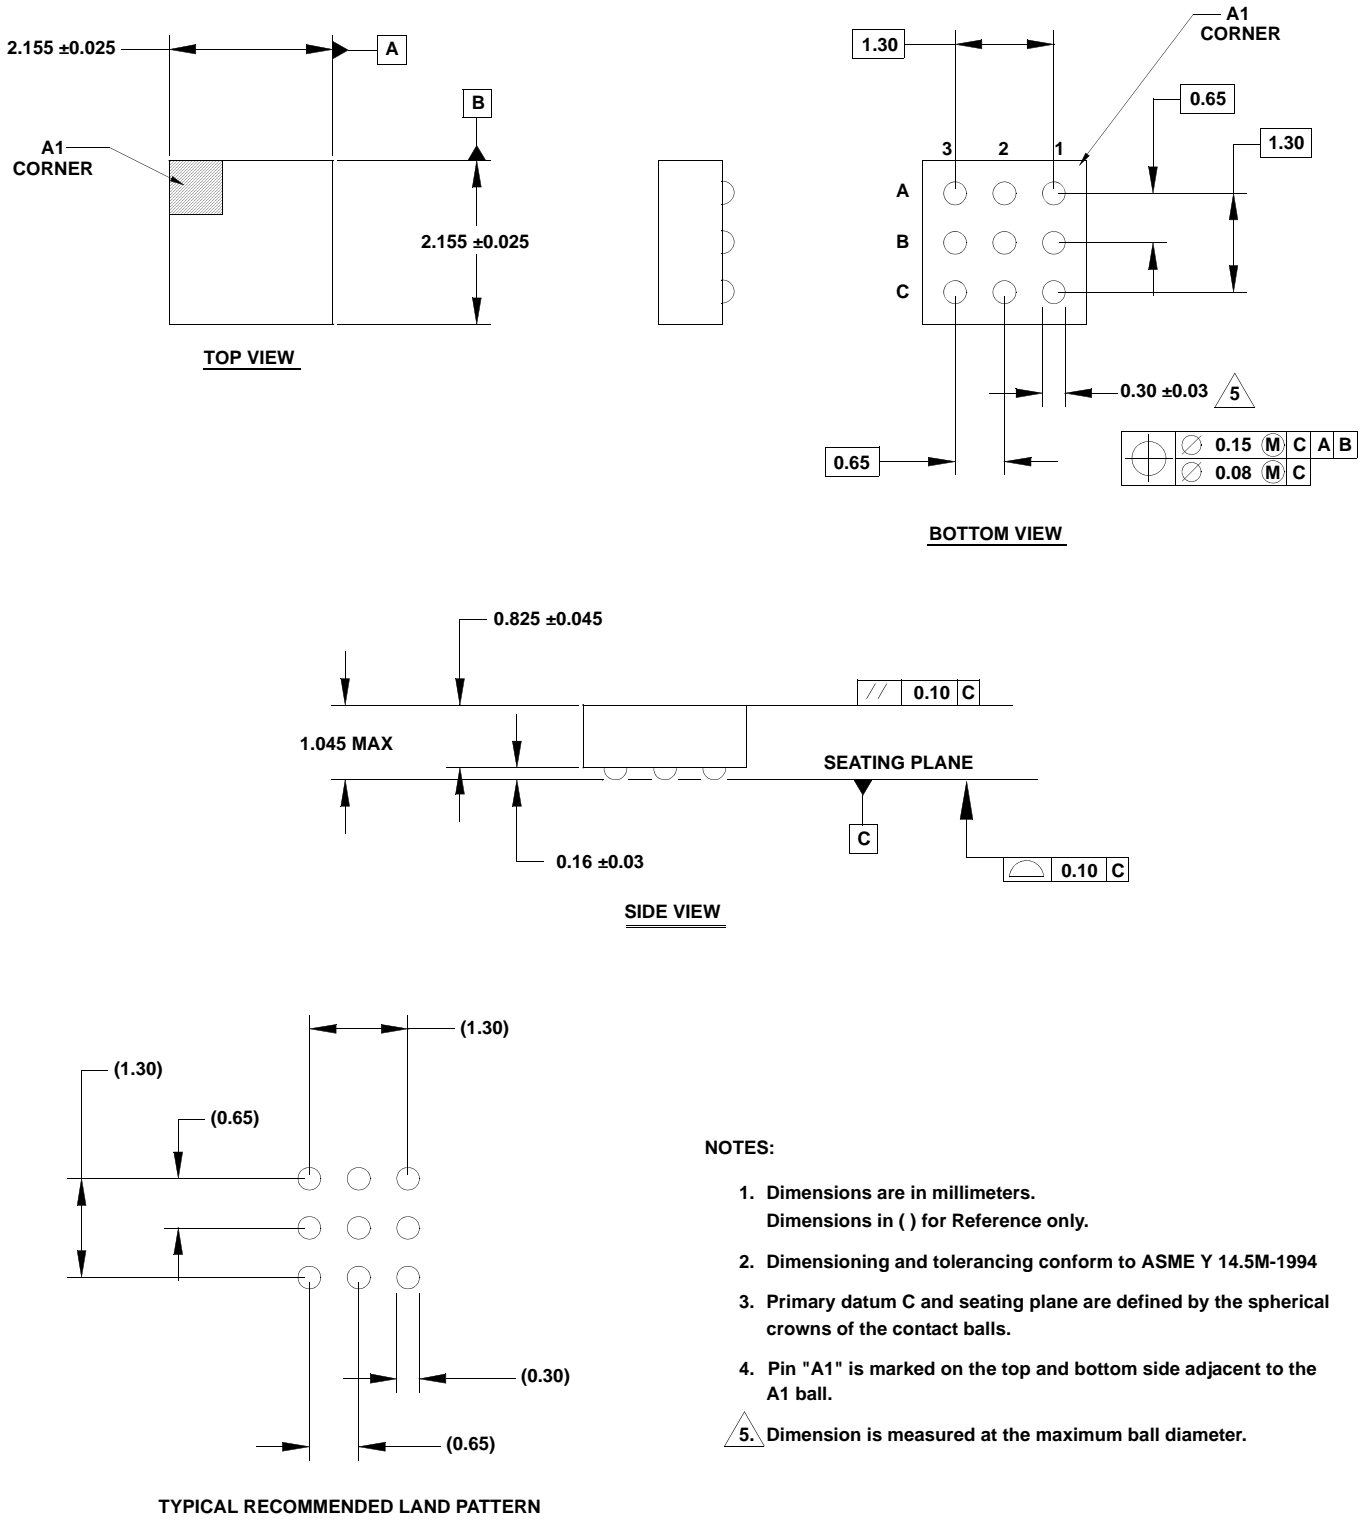 2.155 ±0.025
A
B
A1
CORNER
2.155 ±0.025
TOP VIEW
A1
CORNER
1.30
0.65
1.30
3 2 1
A
B
C
0.30 ±0.03 5
0.65
⌖ ⌀ 0.15 Ⓜ C A B
⌀ 0.08 Ⓜ C
BOTTOM VIEW
0.825 ±0.045
// 0.10 C
1.045 MAX
SEATING PLANE
C
0.16 ±0.03
⌓ 0.10 C
SIDE VIEW
(1.30)
(1.30)
(0.65)
(0.30)
(0.65)
TYPICAL RECOMMENDED LAND PATTERN
NOTES:
1. Dimensions are in millimeters.
Dimensions in ( ) for Reference only.
2. Dimensioning and tolerancing conform to ASME Y 14.5M-1994
3. Primary datum C and seating plane are defined by the spherical
crowns of the contact balls.
4. Pin "A1" is marked on the top and bottom side adjacent to the
A1 ball.
5. Dimension is measured at the maximum ball diameter.